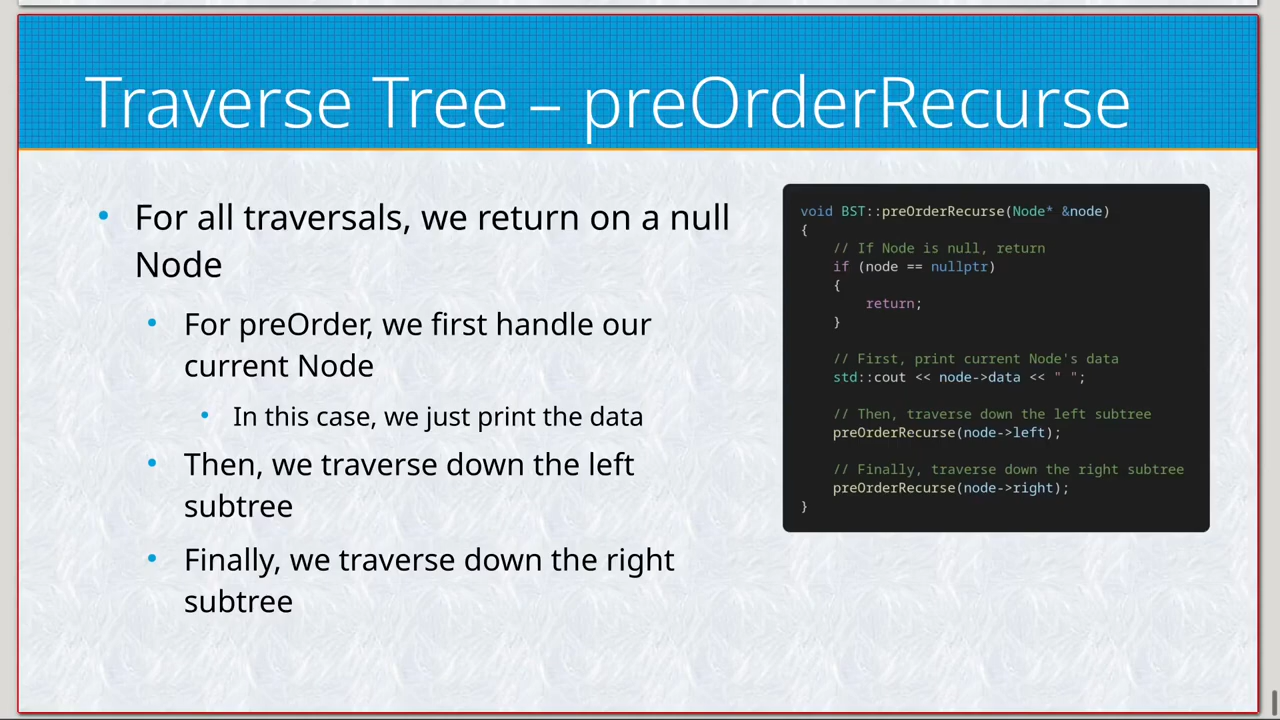 Traverse Tree – preOrderRecurse
• For all traversals, we return on a null
Node
• For preOrder, we first handle our
current Node
• In this case, we just print the data
• Then, we traverse down the left
subtree
• Finally, we traverse down the right
subtree
void BST::preOrderRecurse(Node* &node)
{
    // If Node is null, return
    if (node == nullptr)
    {
        return;
    }

    // First, print current Node's data
    std::cout << node->data << " ";

    // Then, traverse down the left subtree
    preOrderRecurse(node->left);

    // Finally, traverse down the right subtree
    preOrderRecurse(node->right);
}